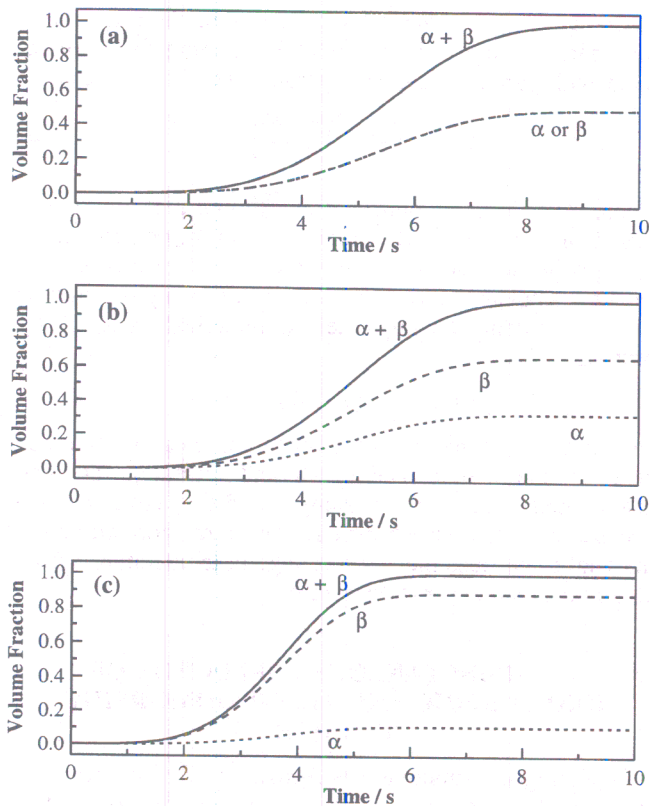 (a)
α + β
α or β
Volume Fraction
1.0
0.8
0.6
0.4
0.2
0.0
0 2 4 6 8 10
Time / s
(b)
α + β
β
α
Volume Fraction
1.0
0.8
0.6
0.4
0.2
0.0
0 2 4 6 8 10
Time / s
(c)
α + β
β
α
Volume Fraction
1.0
0.8
0.6
0.4
0.2
0.0
0 2 4 6 8 10
Time / s